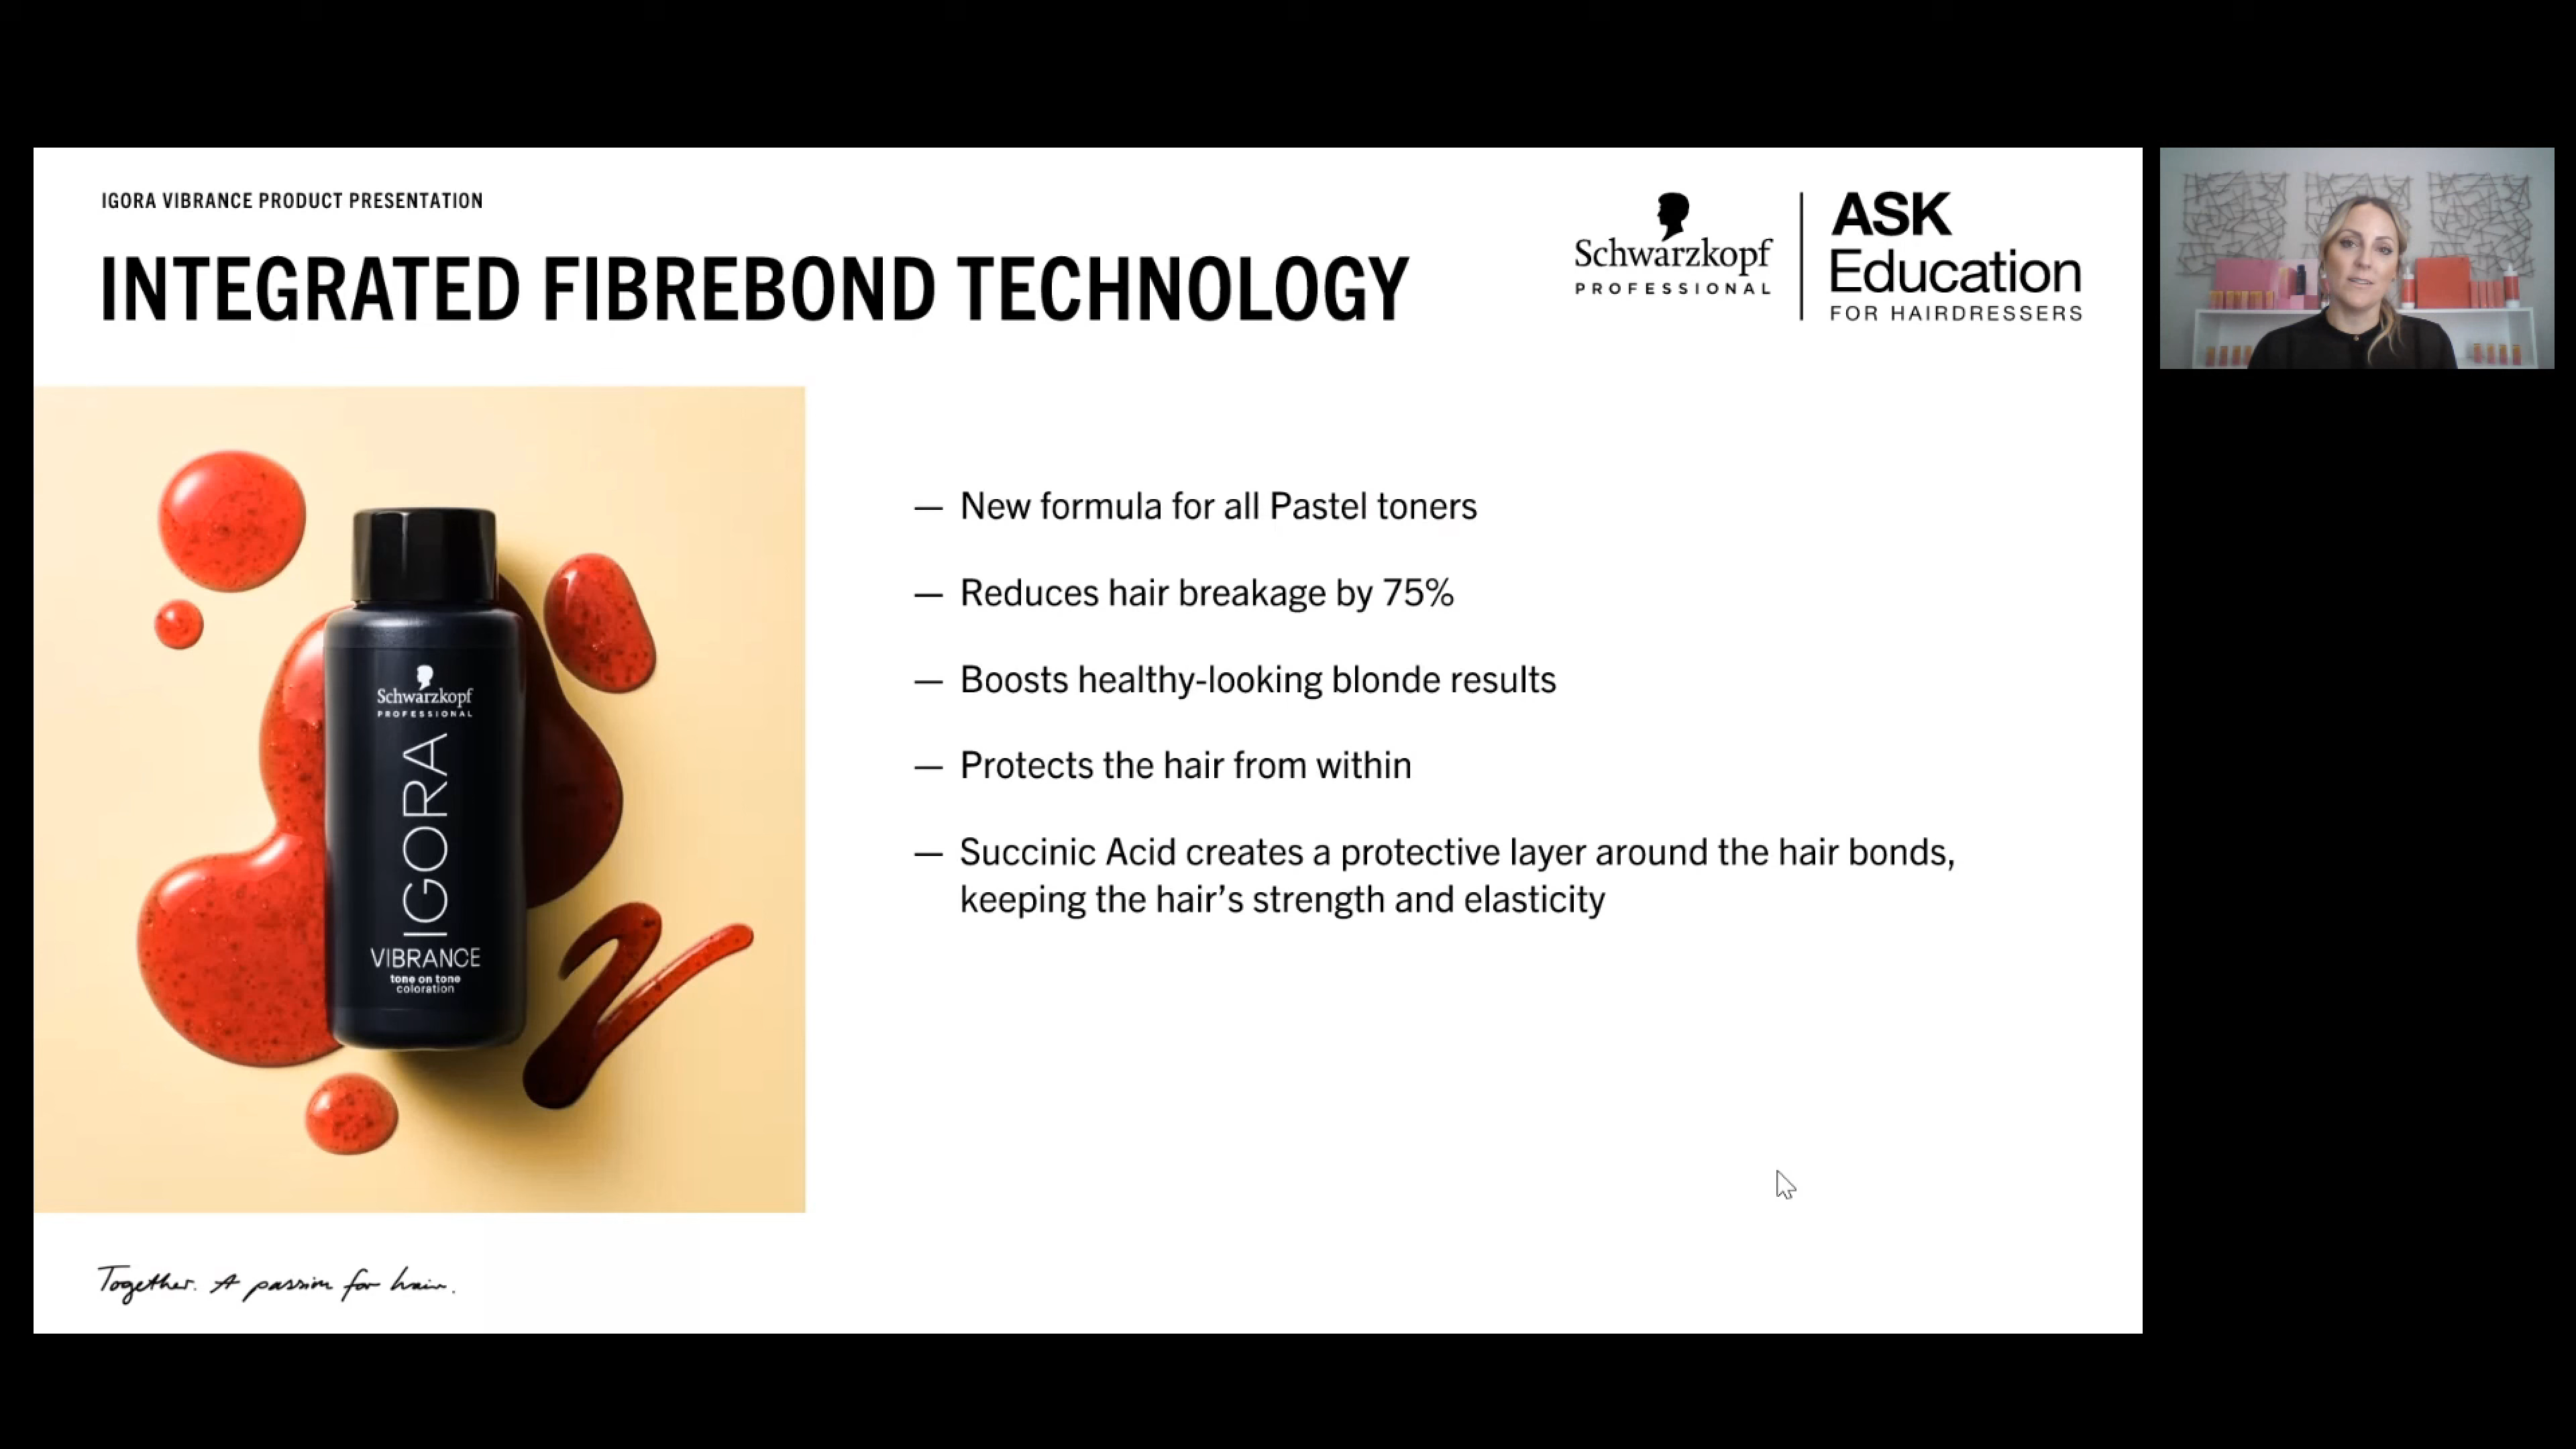 IGORA VIBRANCE PRODUCT PRESENTATION
INTEGRATED FIBREBOND TECHNOLOGY
Schwarzkopf
PROFESSIONAL
ASK
Education
FOR HAIRDRESSERS
Schwarzkopf
PROFESSIONAL
IGORA
VIBRANCE
tone on tone
coloration
— New formula for all Pastel toners
— Reduces hair breakage by 75%
— Boosts healthy-looking blonde results
— Protects the hair from within
— Succinic Acid creates a protective layer around the hair bonds,
keeping the hair’s strength and elasticity
Together. A passion for hair.